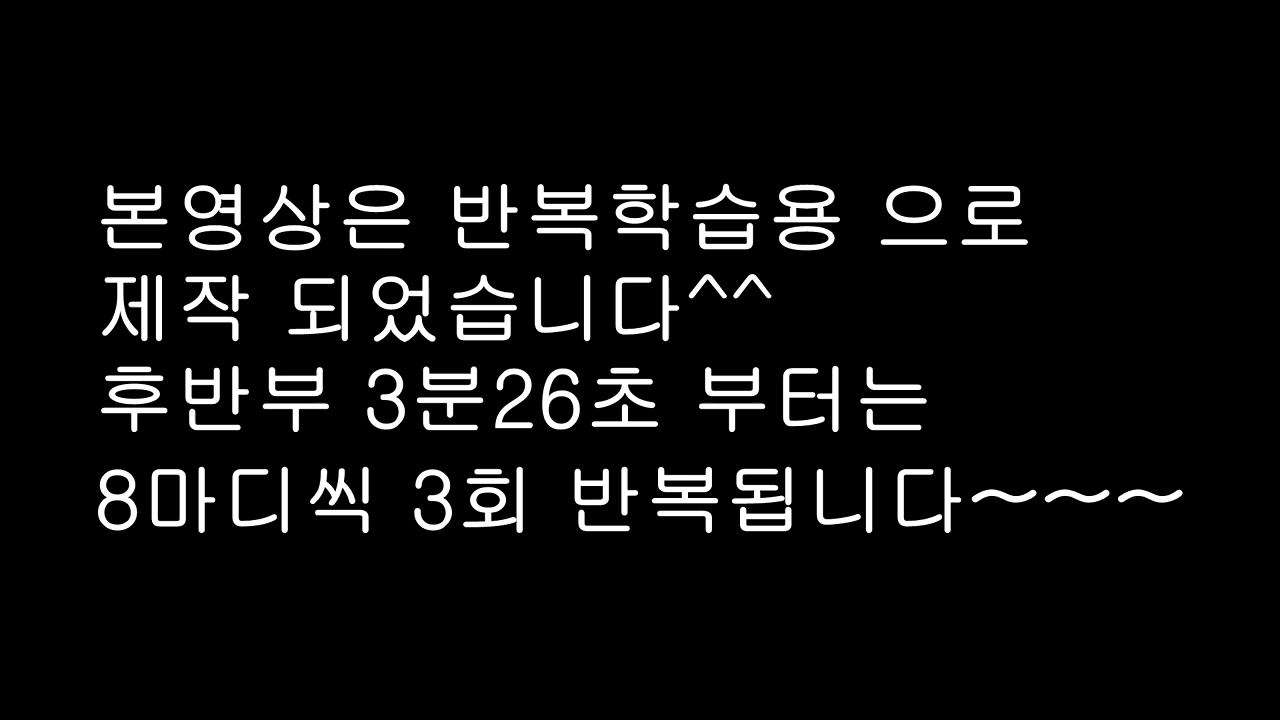 본영상은 반복학습용 으로
제작 되었습니다^^
후반부 3분26초 부터는
8마디씩 3회 반복됩니다~~~